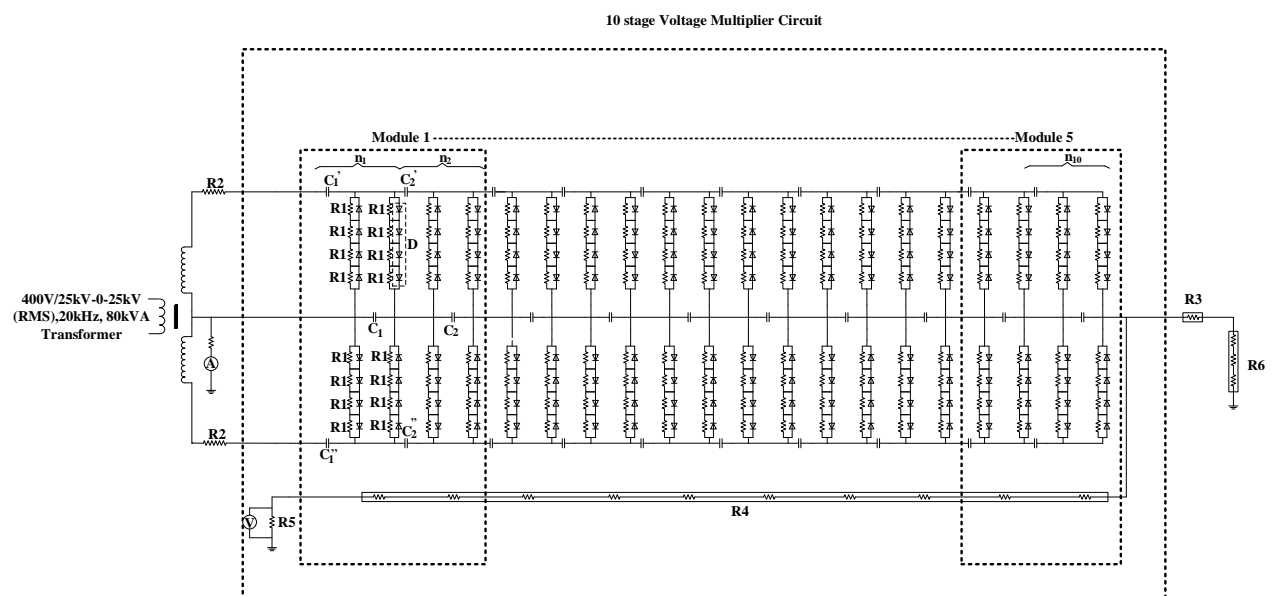 10 stage Voltage Multiplier Circuit
Module 1
Module 5
n1
n2
n10
R2
C1'
C2'
R1
R1
R1
R1
R1
R1
R1
R1
D
400V/25kV-0-25kV
(RMS),20kHz, 80kVA
Transformer
A
C1
C2
R3
R6
R1
R1
R1
R1
R1
R1
R1
R1
R2
C1''
C2''
V
R5
R4